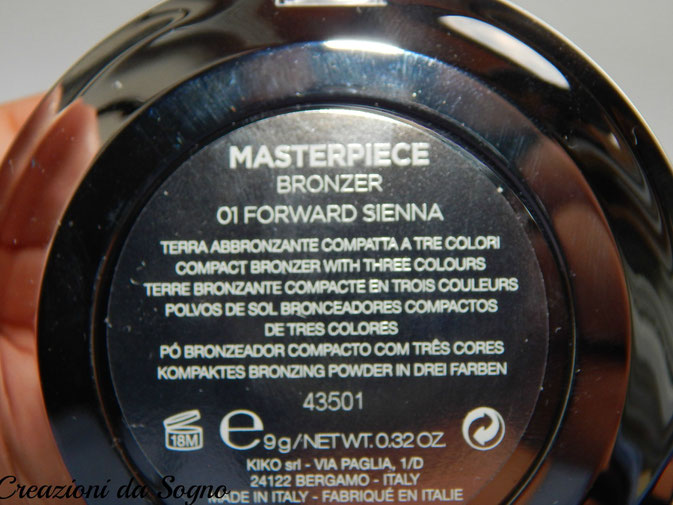 MASTERPIECE
BRONZER
01 FORWARD SIENNA
TERRA ABBRONZANTE COMPATTA A TRE COLORI
COMPACT BRONZER WITH THREE COLOURS
TERRE BRONZANTE COMPACTE EN TROIS COULEURS
POLVOS DE SOL BRONCEADORES COMPACTOS
DE TRES COLORES
PÓ BRONZEADOR COMPACTO COM TRÊS CORES
KOMPAKTES BRONZING POWDER IN DREI FARBEN
43501
18M e 9g/NET WT. 0.32 OZ.
KIKO srl - VIA PAGLIA, 1/D
24122 BERGAMO - ITALY
MADE IN ITALY - FABRIQUÉ EN ITALIE
Creazioni da Sogno